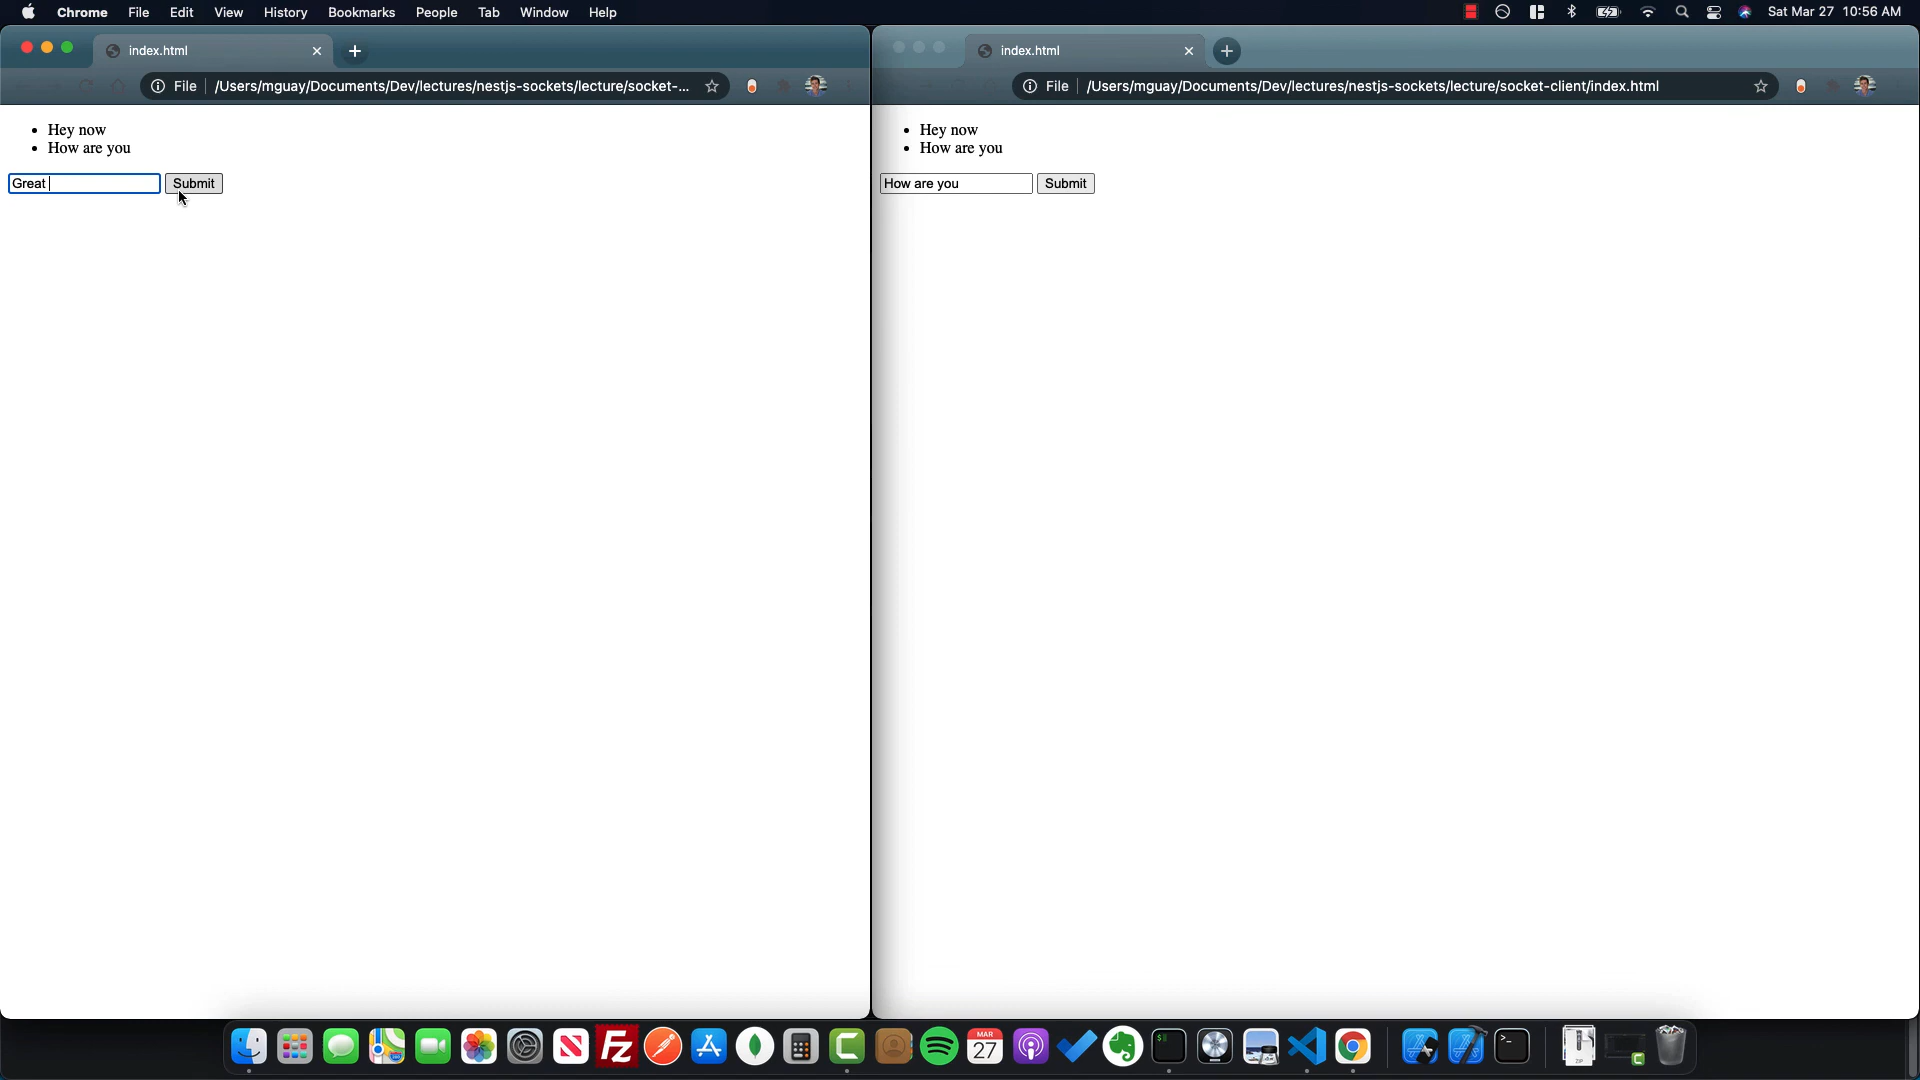 Chrome File Edit View History Bookmarks People Tab Window Help Sat Mar 27 10:56 AM
index.html
File /Users/mguay/Documents/Dev/lectures/nestjs-sockets/lecture/socket-...
Hey now
How are you
Great Submit
index.html
File /Users/mguay/Documents/Dev/lectures/nestjs-sockets/lecture/socket-client/index.html
Hey now
How are you
How are you Submit
MAR
27
ZIP